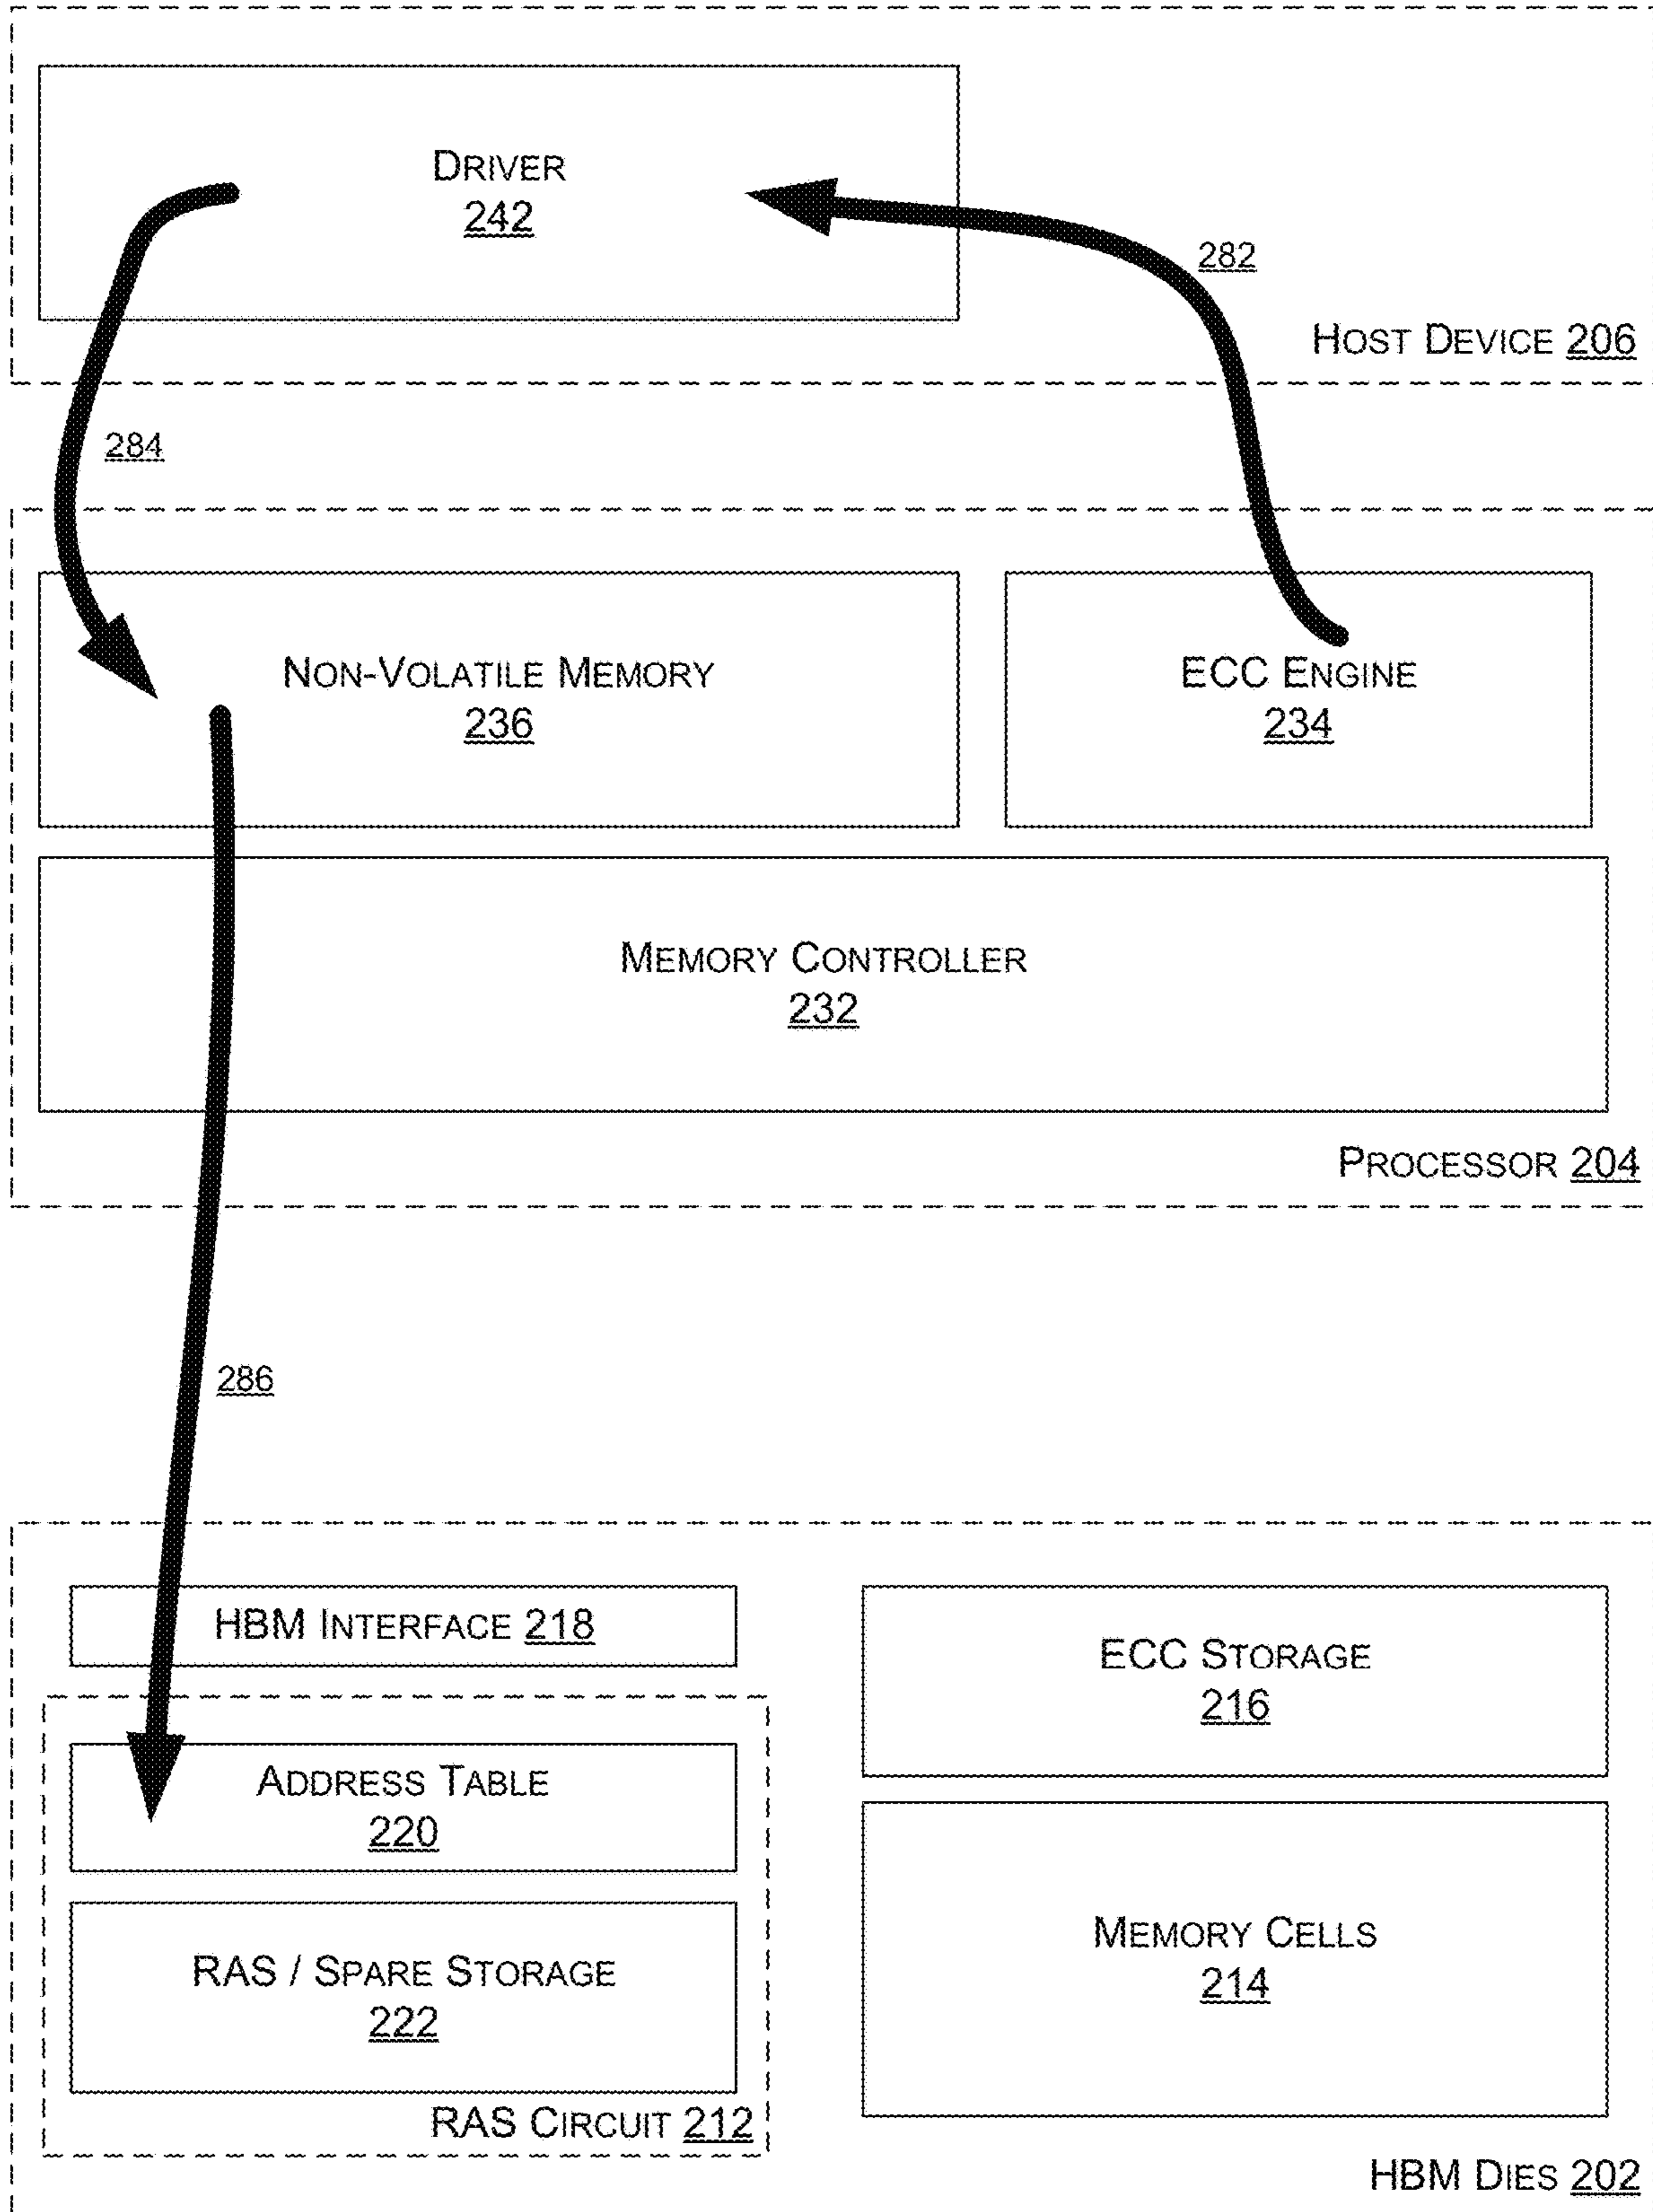 DRIVER
242
282
HOST DEVICE 206
284
NON-VOLATILE MEMORY
236
ECC ENGINE
234
MEMORY CONTROLLER
232
PROCESSOR 204
286
HBM INTERFACE 218
ECC STORAGE
216
ADDRESS TABLE
220
MEMORY CELLS
214
RAS / SPARE STORAGE
222
RAS CIRCUIT 212
HBM DIES 202